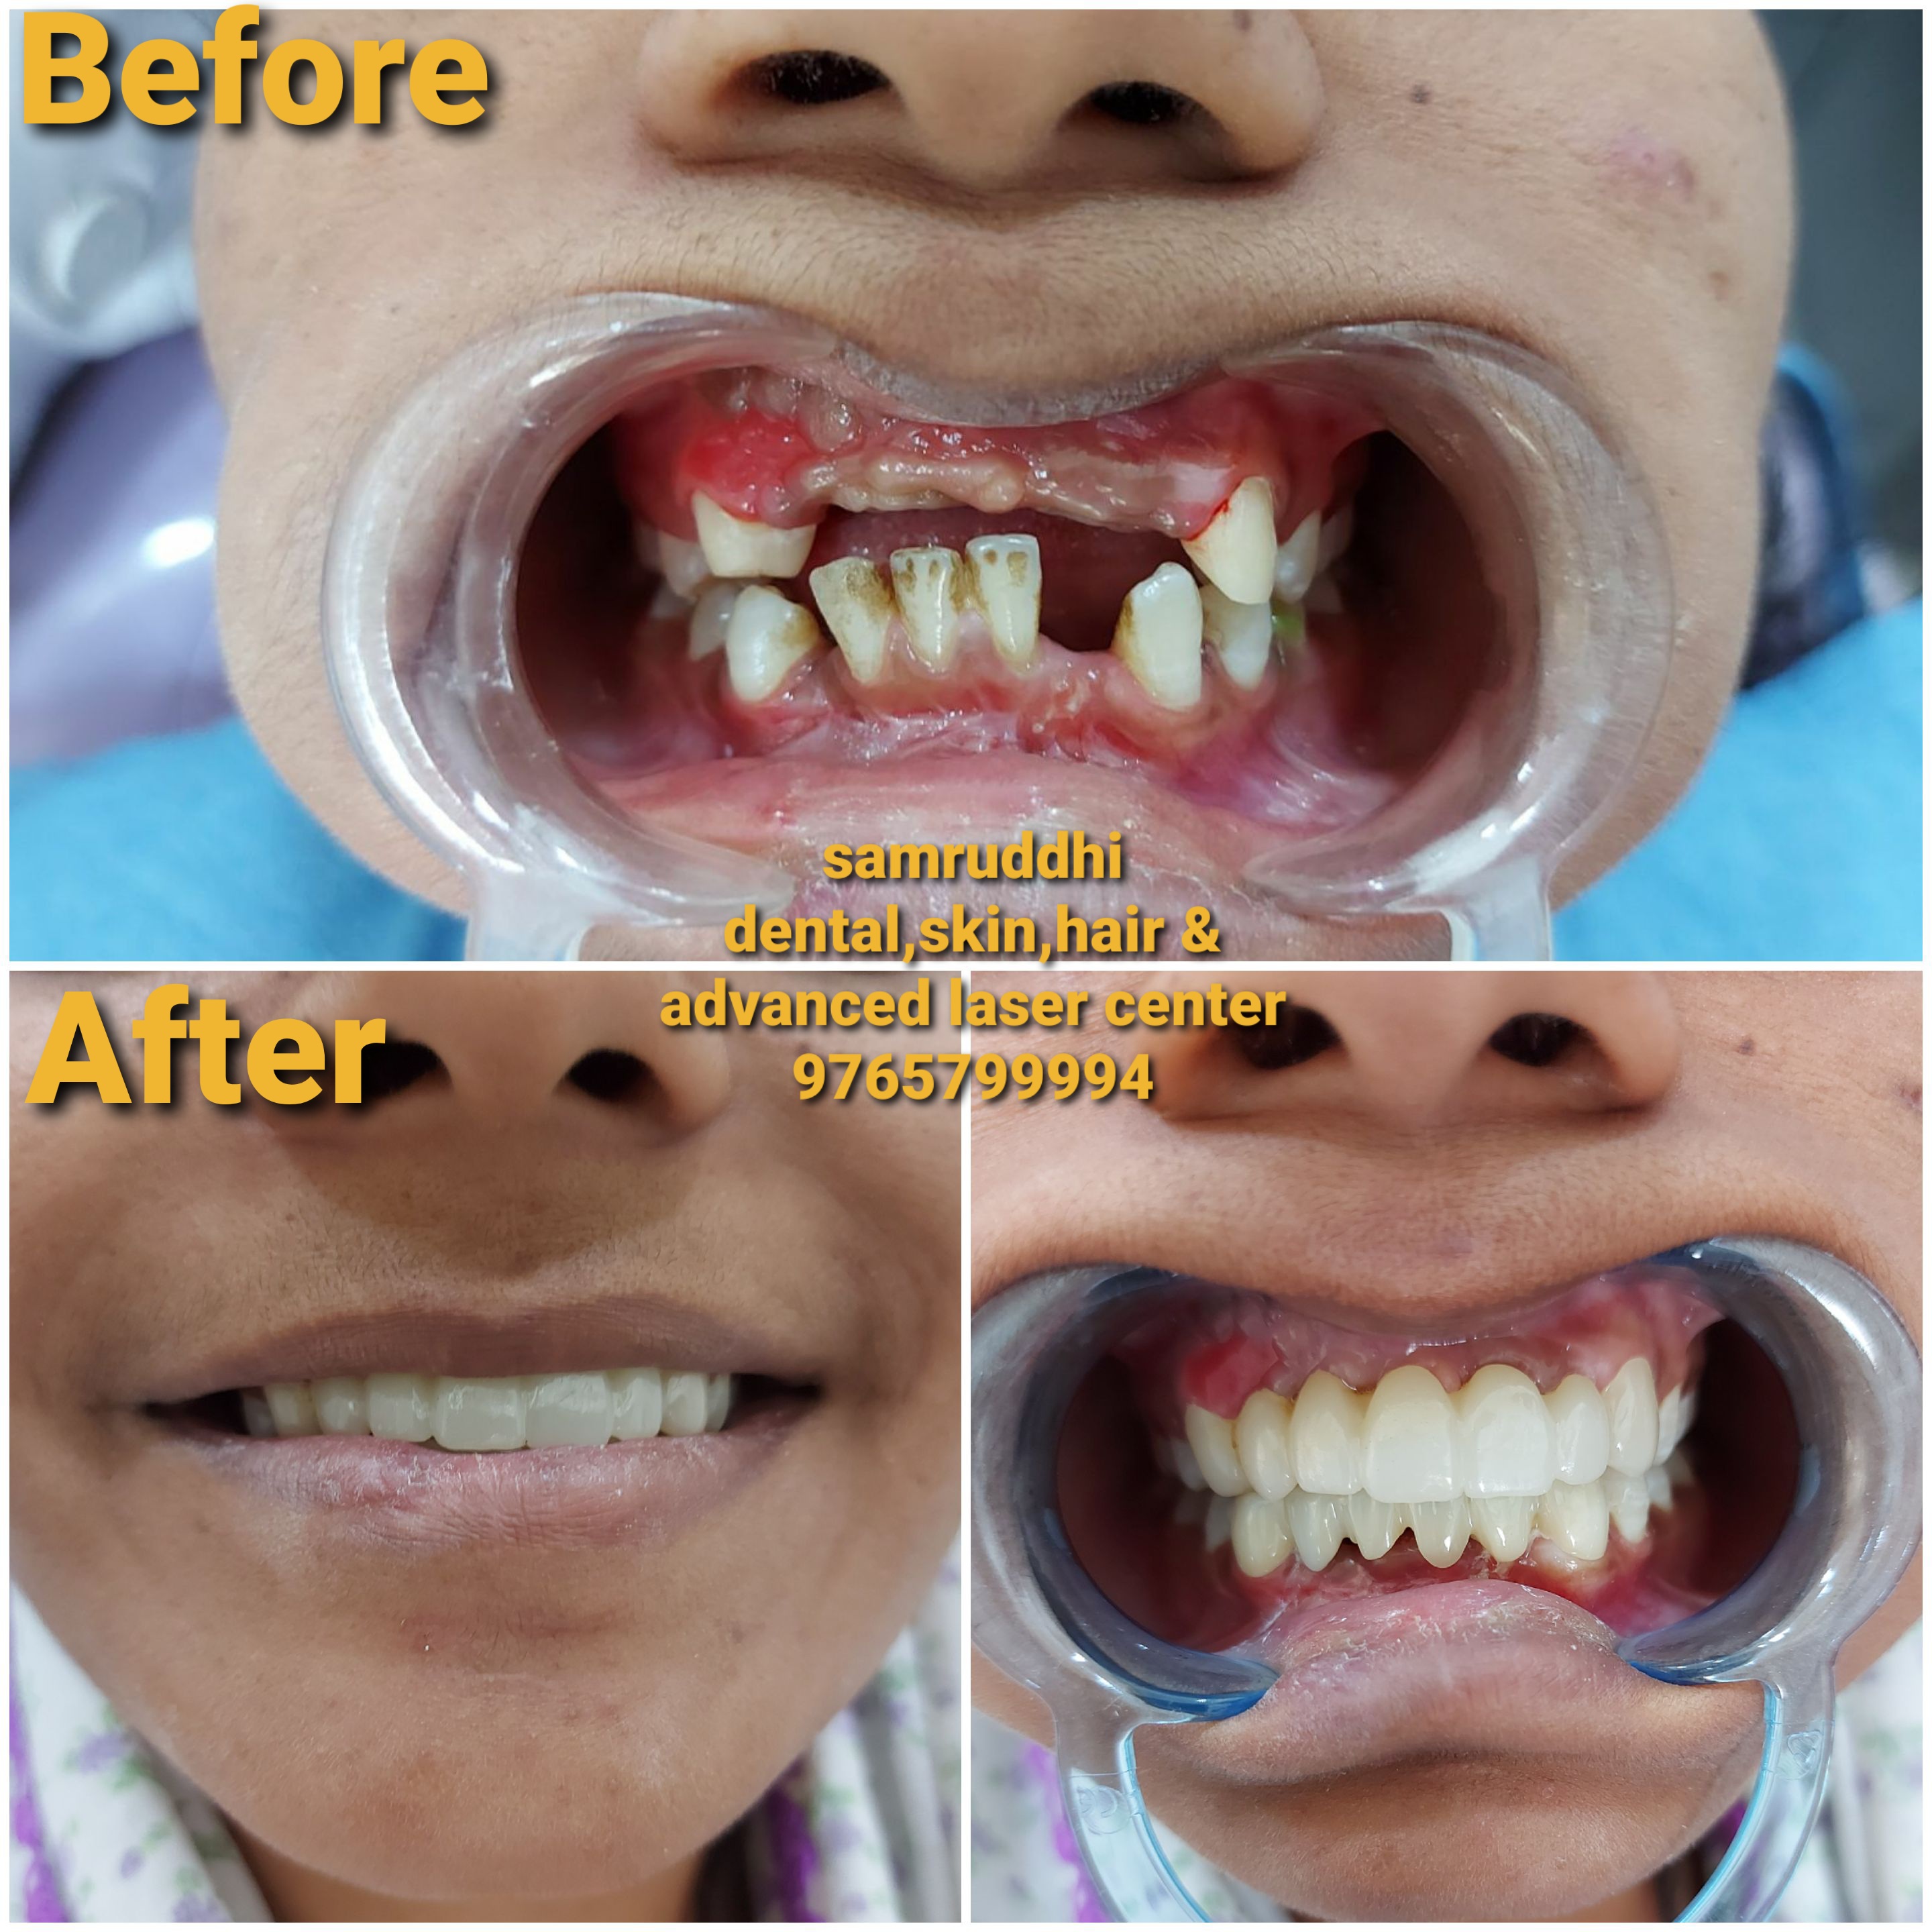 Before
samruddhi
dental,skin,hair &
advanced laser center
9765799994
After